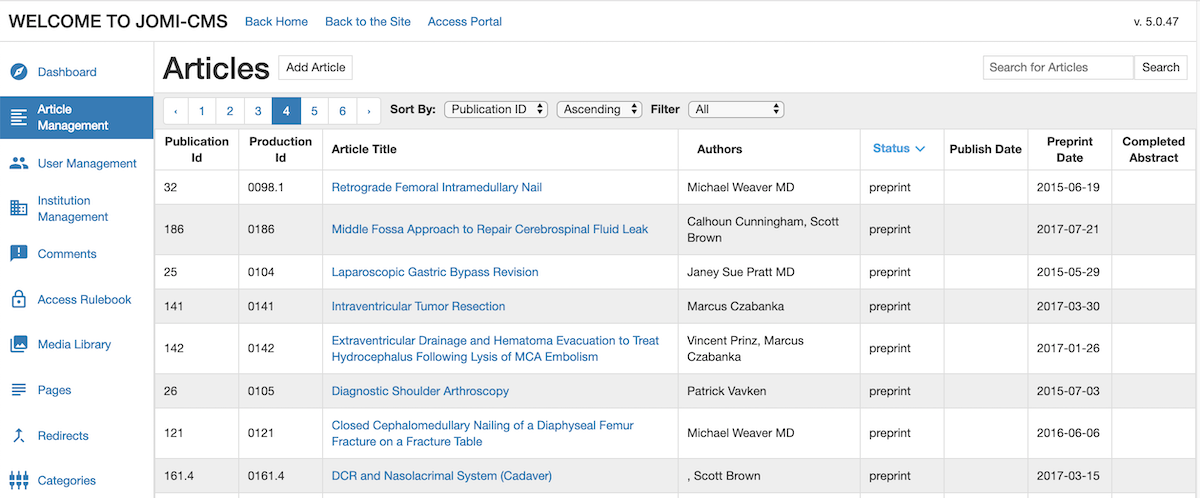 WELCOME TO JOMI-CMS Back Home Back to the Site Access Portal v. 5.0.47
Dashboard
Article
Management
User Management
Institution
Management
Comments
Access Rulebook
Media Library
Pages
Redirects
Categories
Articles Add Article Search for Articles Search
‹ 1 2 3 4 5 6 › Sort By: Publication ID Ascending Filter All
Publication Id Production Id Article Title Authors Status Publish Date Preprint Date Completed Abstract
32 0098.1 Retrograde Femoral Intramedullary Nail Michael Weaver MD preprint 2015-06-19
186 0186 Middle Fossa Approach to Repair Cerebrospinal Fluid Leak Calhoun Cunningham, Scott Brown preprint 2017-07-21
25 0104 Laparoscopic Gastric Bypass Revision Janey Sue Pratt MD preprint 2015-05-29
141 0141 Intraventricular Tumor Resection Marcus Czabanka preprint 2017-03-30
142 0142 Extraventricular Drainage and Hematoma Evacuation to Treat Hydrocephalus Following Lysis of MCA Embolism Vincent Prinz, Marcus Czabanka preprint 2017-01-26
26 0105 Diagnostic Shoulder Arthroscopy Patrick Vavken preprint 2015-07-03
121 0121 Closed Cephalomedullary Nailing of a Diaphyseal Femur Fracture on a Fracture Table Michael Weaver MD preprint 2016-06-06
161.4 0161.4 DCR and Nasolacrimal System (Cadaver) , Scott Brown preprint 2017-03-15